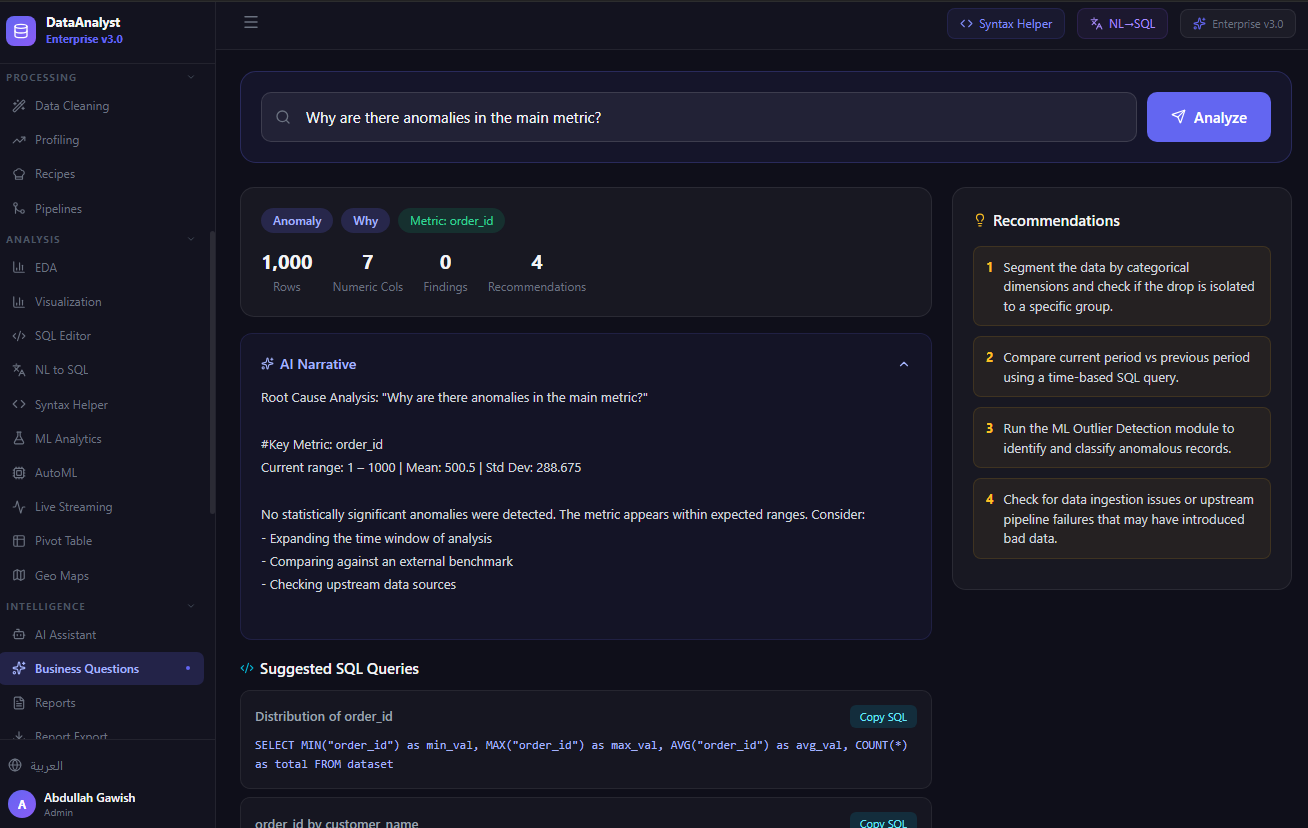 DataAnalyst
Enterprise v3.0
PROCESSING
Data Cleaning
Profiling
Recipes
Pipelines
ANALYSIS
EDA
Visualization
SQL Editor
NL to SQL
Syntax Helper
ML Analytics
AutoML
Live Streaming
Pivot Table
Geo Maps
INTELLIGENCE
AI Assistant
Business Questions
Reports
Report Export
العربية
A
Abdullah Gawish
Admin
Syntax Helper
NL→SQL
Enterprise v3.0
Why are there anomalies in the main metric?
Analyze
Anomaly
Why
Metric: order_id
1,000 7 0 4
Rows Numeric Cols Findings Recommendations
AI Narrative
Root Cause Analysis: "Why are there anomalies in the main metric?"
#Key Metric: order_id
Current range: 1 – 1000 | Mean: 500.5 | Std Dev: 288.675
No statistically significant anomalies were detected. The metric appears within expected ranges. Consider:
- Expanding the time window of analysis
- Comparing against an external benchmark
- Checking upstream data sources
Suggested SQL Queries
Distribution of order_id
Copy SQL
SELECT MIN("order_id") as min_val, MAX("order_id") as max_val, AVG("order_id") as avg_val, COUNT(*)
as total FROM dataset
order_id by customer_name
Copy SQL
Recommendations
1 Segment the data by categorical
dimensions and check if the drop is isolated
to a specific group.
2 Compare current period vs previous period
using a time-based SQL query.
3 Run the ML Outlier Detection module to
identify and classify anomalous records.
4 Check for data ingestion issues or upstream
pipeline failures that may have introduced
bad data.